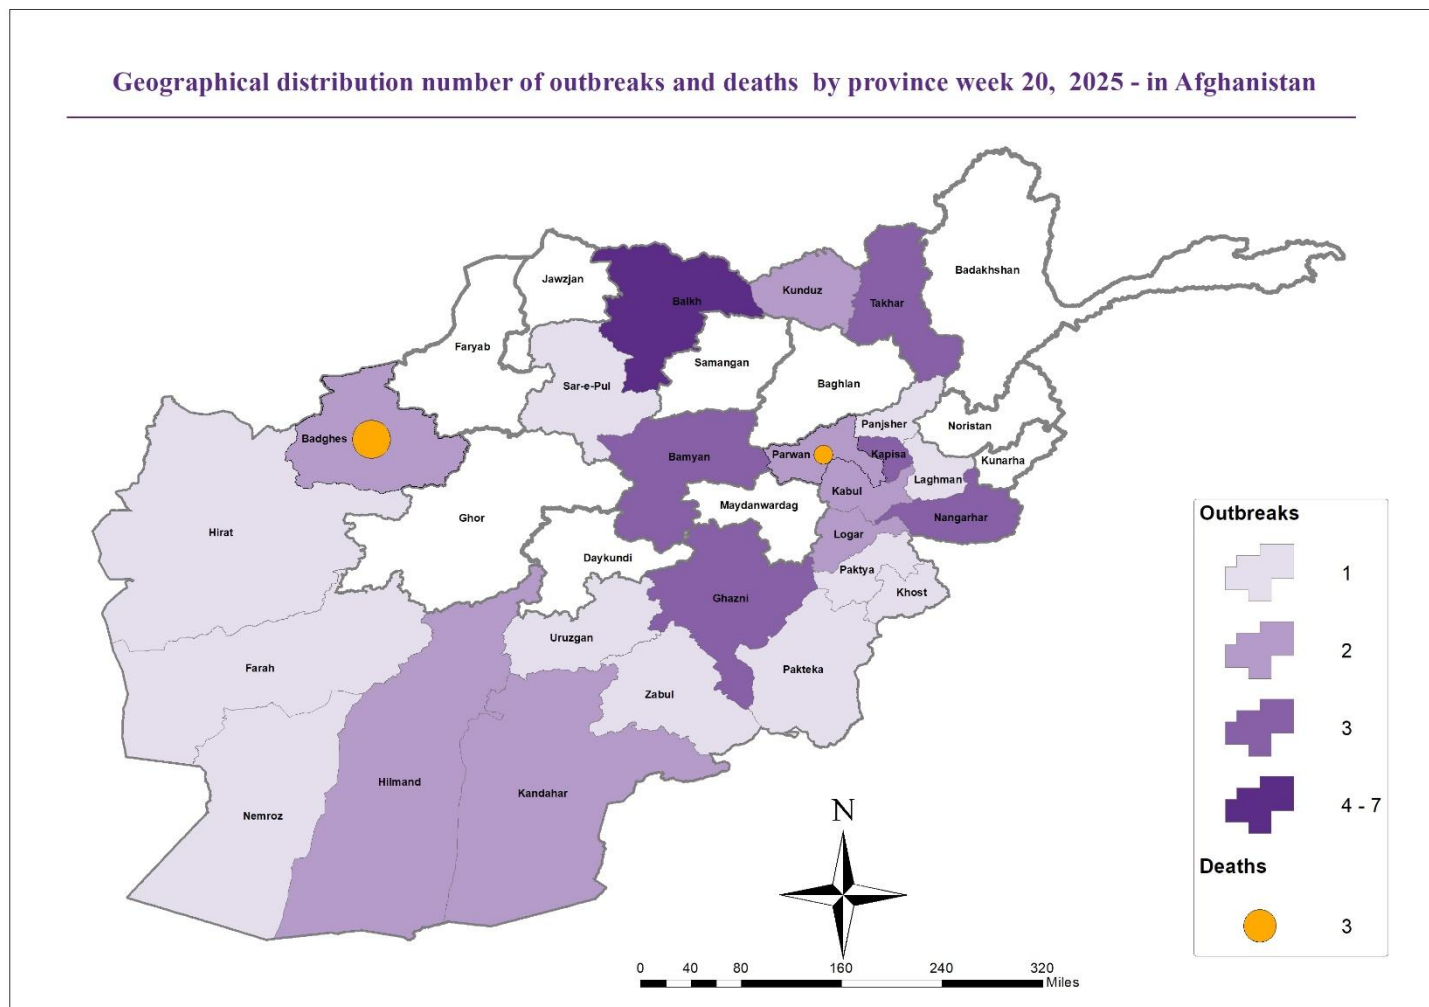 Geographical distribution number of outbreaks and deaths by province week 20, 2025 - in Afghanistan
Badakhshan
Jawzjan
Kunduz
Balkh
Takhar
Faryab
Samangan
Baghlan
Sar-e-Pul
Panjsher
Noristan
Badghes
Parwan
Kapisa
Bamyan
Kunarha
Laghman
Kabul
Maydanwardag
Nangarhar
Ghor
Hirat
Logar
Daykundi
Paktya
Khost
Ghazni
Uruzgan
Farah
Pakteka
Zabul
Hilmand
Kandahar
Nemroz
Outbreaks
1
2
3
4 - 7
Deaths
3
N
0 40 80 160 240 320
Miles